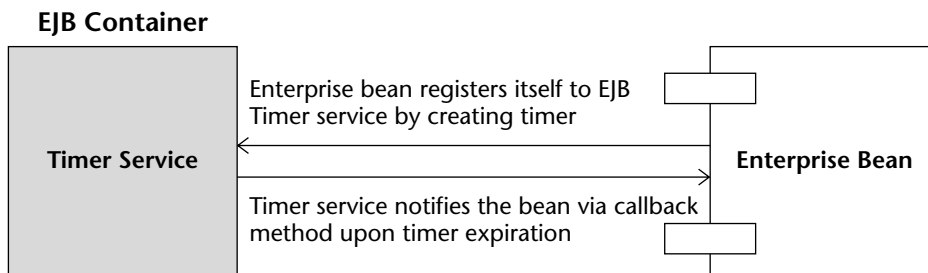 EJB Container
Enterprise bean registers itself to EJB
Timer service by creating timer
Timer Service
Enterprise Bean
Timer service notifies the bean via callback
method upon timer expiration